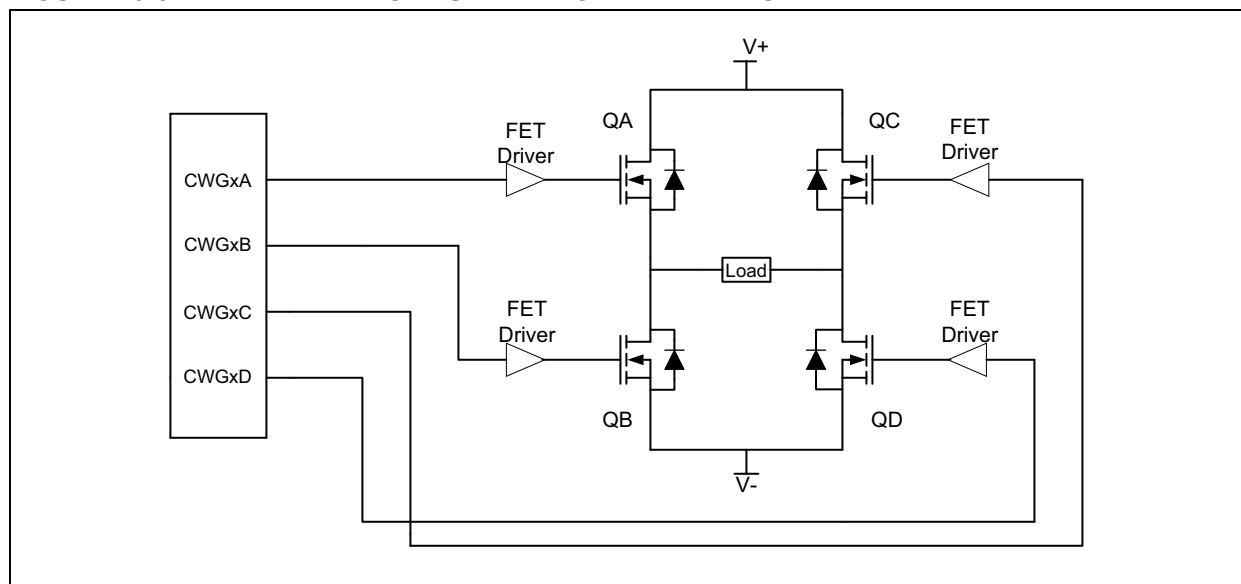 V+
QA
QC
FET
Driver
FET
Driver
CWGxA
CWGxB
Load
CWGxC
FET
Driver
FET
Driver
CWGxD
QB
QD
V-